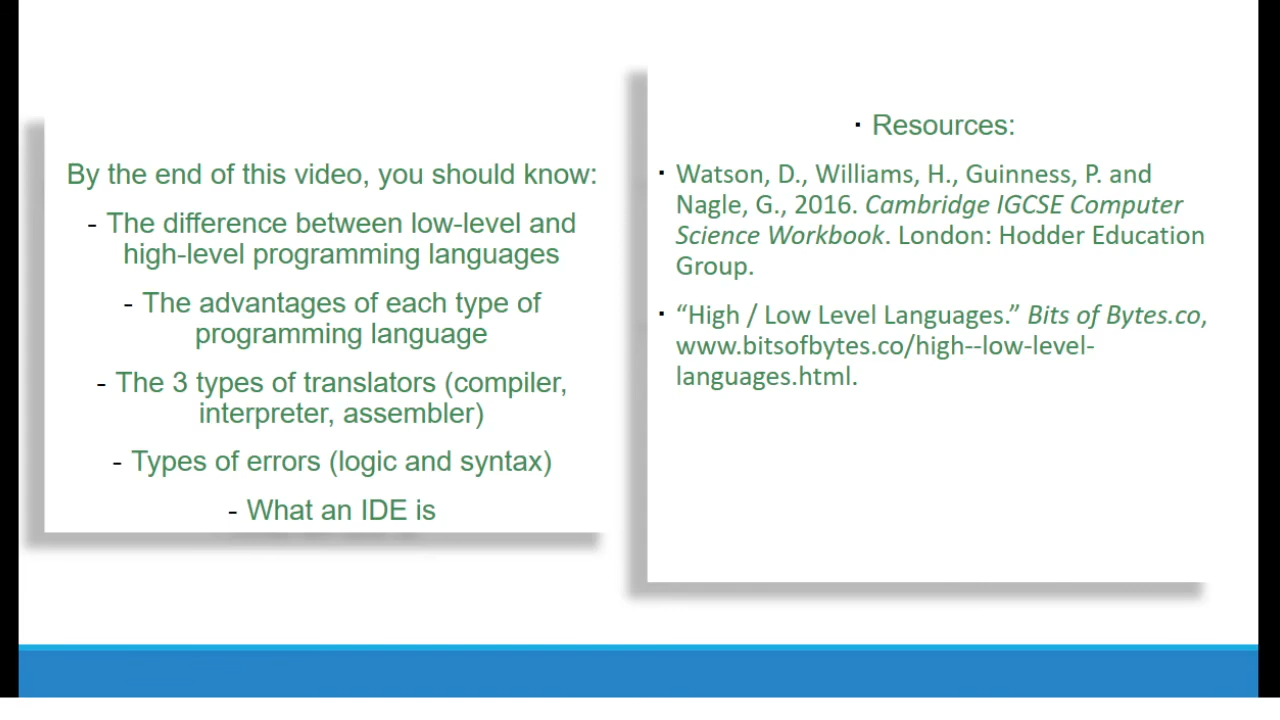 By the end of this video, you should know:
- The difference between low-level and
high-level programming languages
- The advantages of each type of
programming language
- The 3 types of translators (compiler,
interpreter, assembler)
- Types of errors (logic and syntax)
- What an IDE is
▪ Resources:
▪ Watson, D., Williams, H., Guinness, P. and
Nagle, G., 2016. Cambridge IGCSE Computer
Science Workbook. London: Hodder Education
Group.
▪ “High / Low Level Languages.” Bits of Bytes.co,
www.bitsofbytes.co/high--low-level-
languages.html.